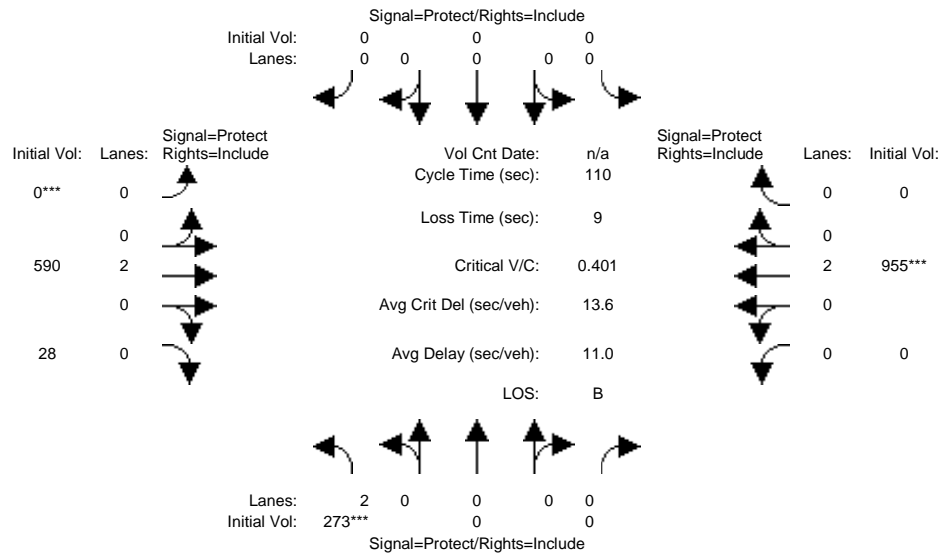 Signal=Protect/Rights=Include
Initial Vol: 0 0 0
Lanes: 0 0 0 0 0
Signal=Protect Signal=Protect
Initial Vol: Lanes: Rights=Include Vol Cnt Date: n/a Rights=Include Lanes: Initial Vol:
Cycle Time (sec): 110
0*** 0 0 0
Loss Time (sec): 9
0 0
590 2 Critical V/C: 0.401 2 955***
0 Avg Crit Del (sec/veh): 13.6 0
28 0 Avg Delay (sec/veh): 11.0 0 0
LOS: B
Lanes: 2 0 0 0 0
Initial Vol: 273*** 0 0
Signal=Protect/Rights=Include